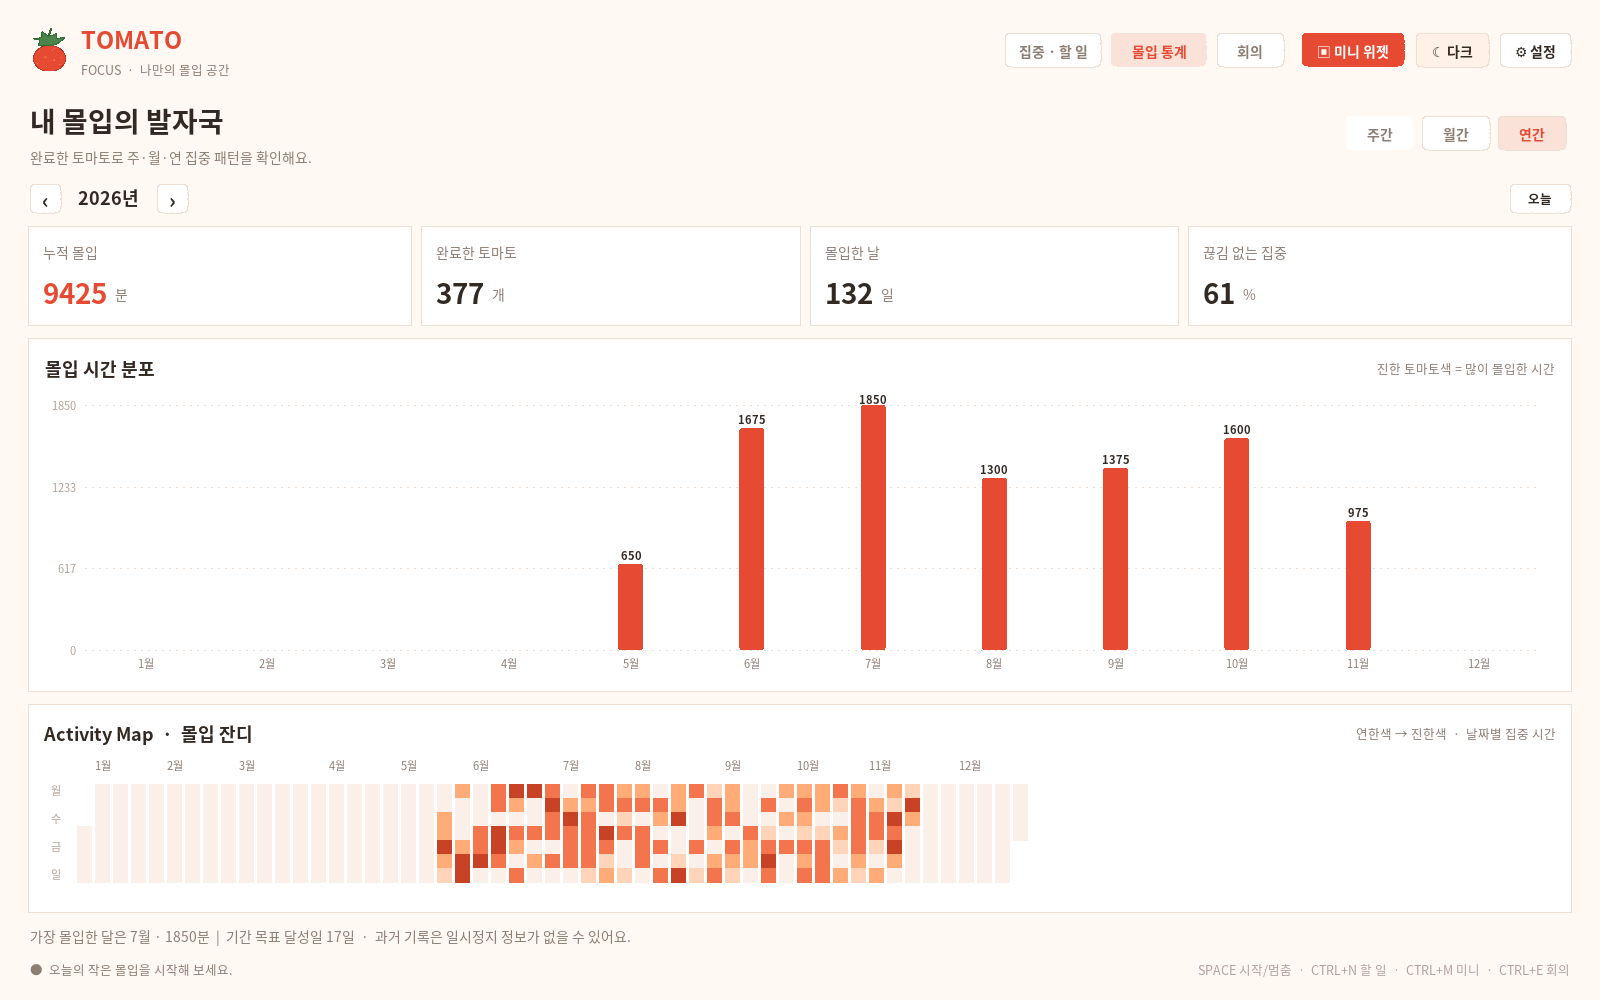 TOMATO
FOCUS · 나만의 몰입 공간
집중 · 할 일
몰입 통계
회의
▣ 미니 위젯
☾ 다크
⚙ 설정
내 몰입의 발자국
완료한 토마토로 주·월·연 집중 패턴을 확인해요.
주간
월간
연간
‹ 2026년 ›
오늘
누적 몰입
9425 분
완료한 토마토
377 개
몰입한 날
132 일
끊김 없는 집중
61 %
몰입 시간 분포
진한 토마토색 = 많이 몰입한 시간
1850
1233
617
0
650
1675
1850
1300
1375
1600
975
1월 2월 3월 4월 5월 6월 7월 8월 9월 10월 11월 12월
Activity Map · 몰입 잔디
연한색 → 진한색 · 날짜별 집중 시간
1월 2월 3월 4월 5월 6월 7월 8월 9월 10월 11월 12월
월
수
금
일
가장 몰입한 달은 7월 · 1850분 | 기간 목표 달성일 17일 · 과거 기록은 일시정지 정보가 없을 수 있어요.
● 오늘의 작은 몰입을 시작해 보세요.
SPACE 시작/멈춤 · CTRL+N 할 일 · CTRL+M 미니 · CTRL+E 회의